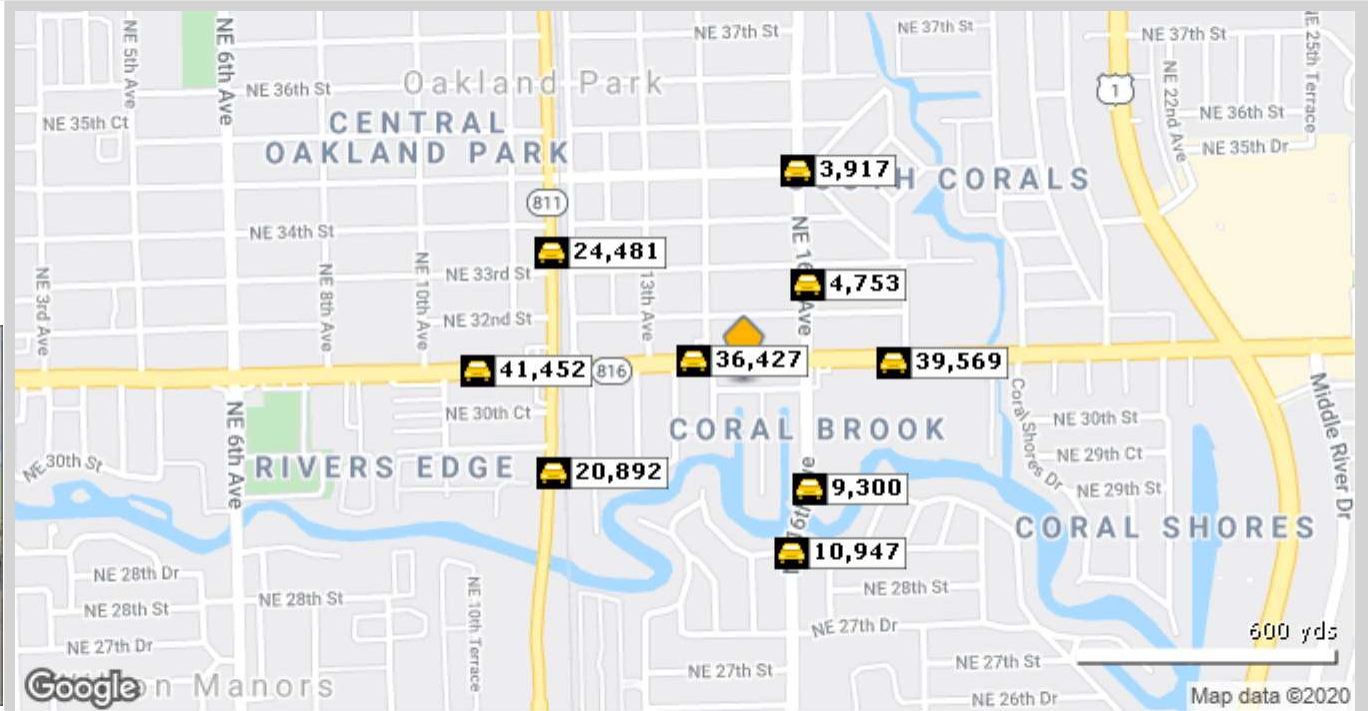 NE 5th Ave
NE 6th Ave
NE 37th St
NE 37th St
NE 37th St
NE 25th Terrace
NE 36th St
Oakland Park
1
NE 22nd Ave
NE 36th St
NE 35th Ct
CENTRAL
OAKLAND PARK
NE 35th Dr
3,917
TH CORALS
811
NE 34th St
24,481
NE 16
Ave
NE 33rd St
13th Ave
4,753
NE 3rd Ave
NE 8th Ave
NE 10th Ave
NE 32nd St
41,452
816
36,427
39,569
NE 6th Ave
NE 30th Ct
CORAL BROOK
Coral Shores Dr
NE 30th St
Middle River Dr
NE 30th St
RIVERS EDGE
20,892
9,300
NE 29th Ct
NE 29th St
CORAL SHORES
10,947
NE 28th Dr
NE 28th St
NE 28th St
NE 10th Terrace
NE 28th St
NE 27th Dr
NE 27th Dr
600 yds
NE 27th St
NE 27th St
Google
on Manors
NE 26th Dr
Map data ©2020